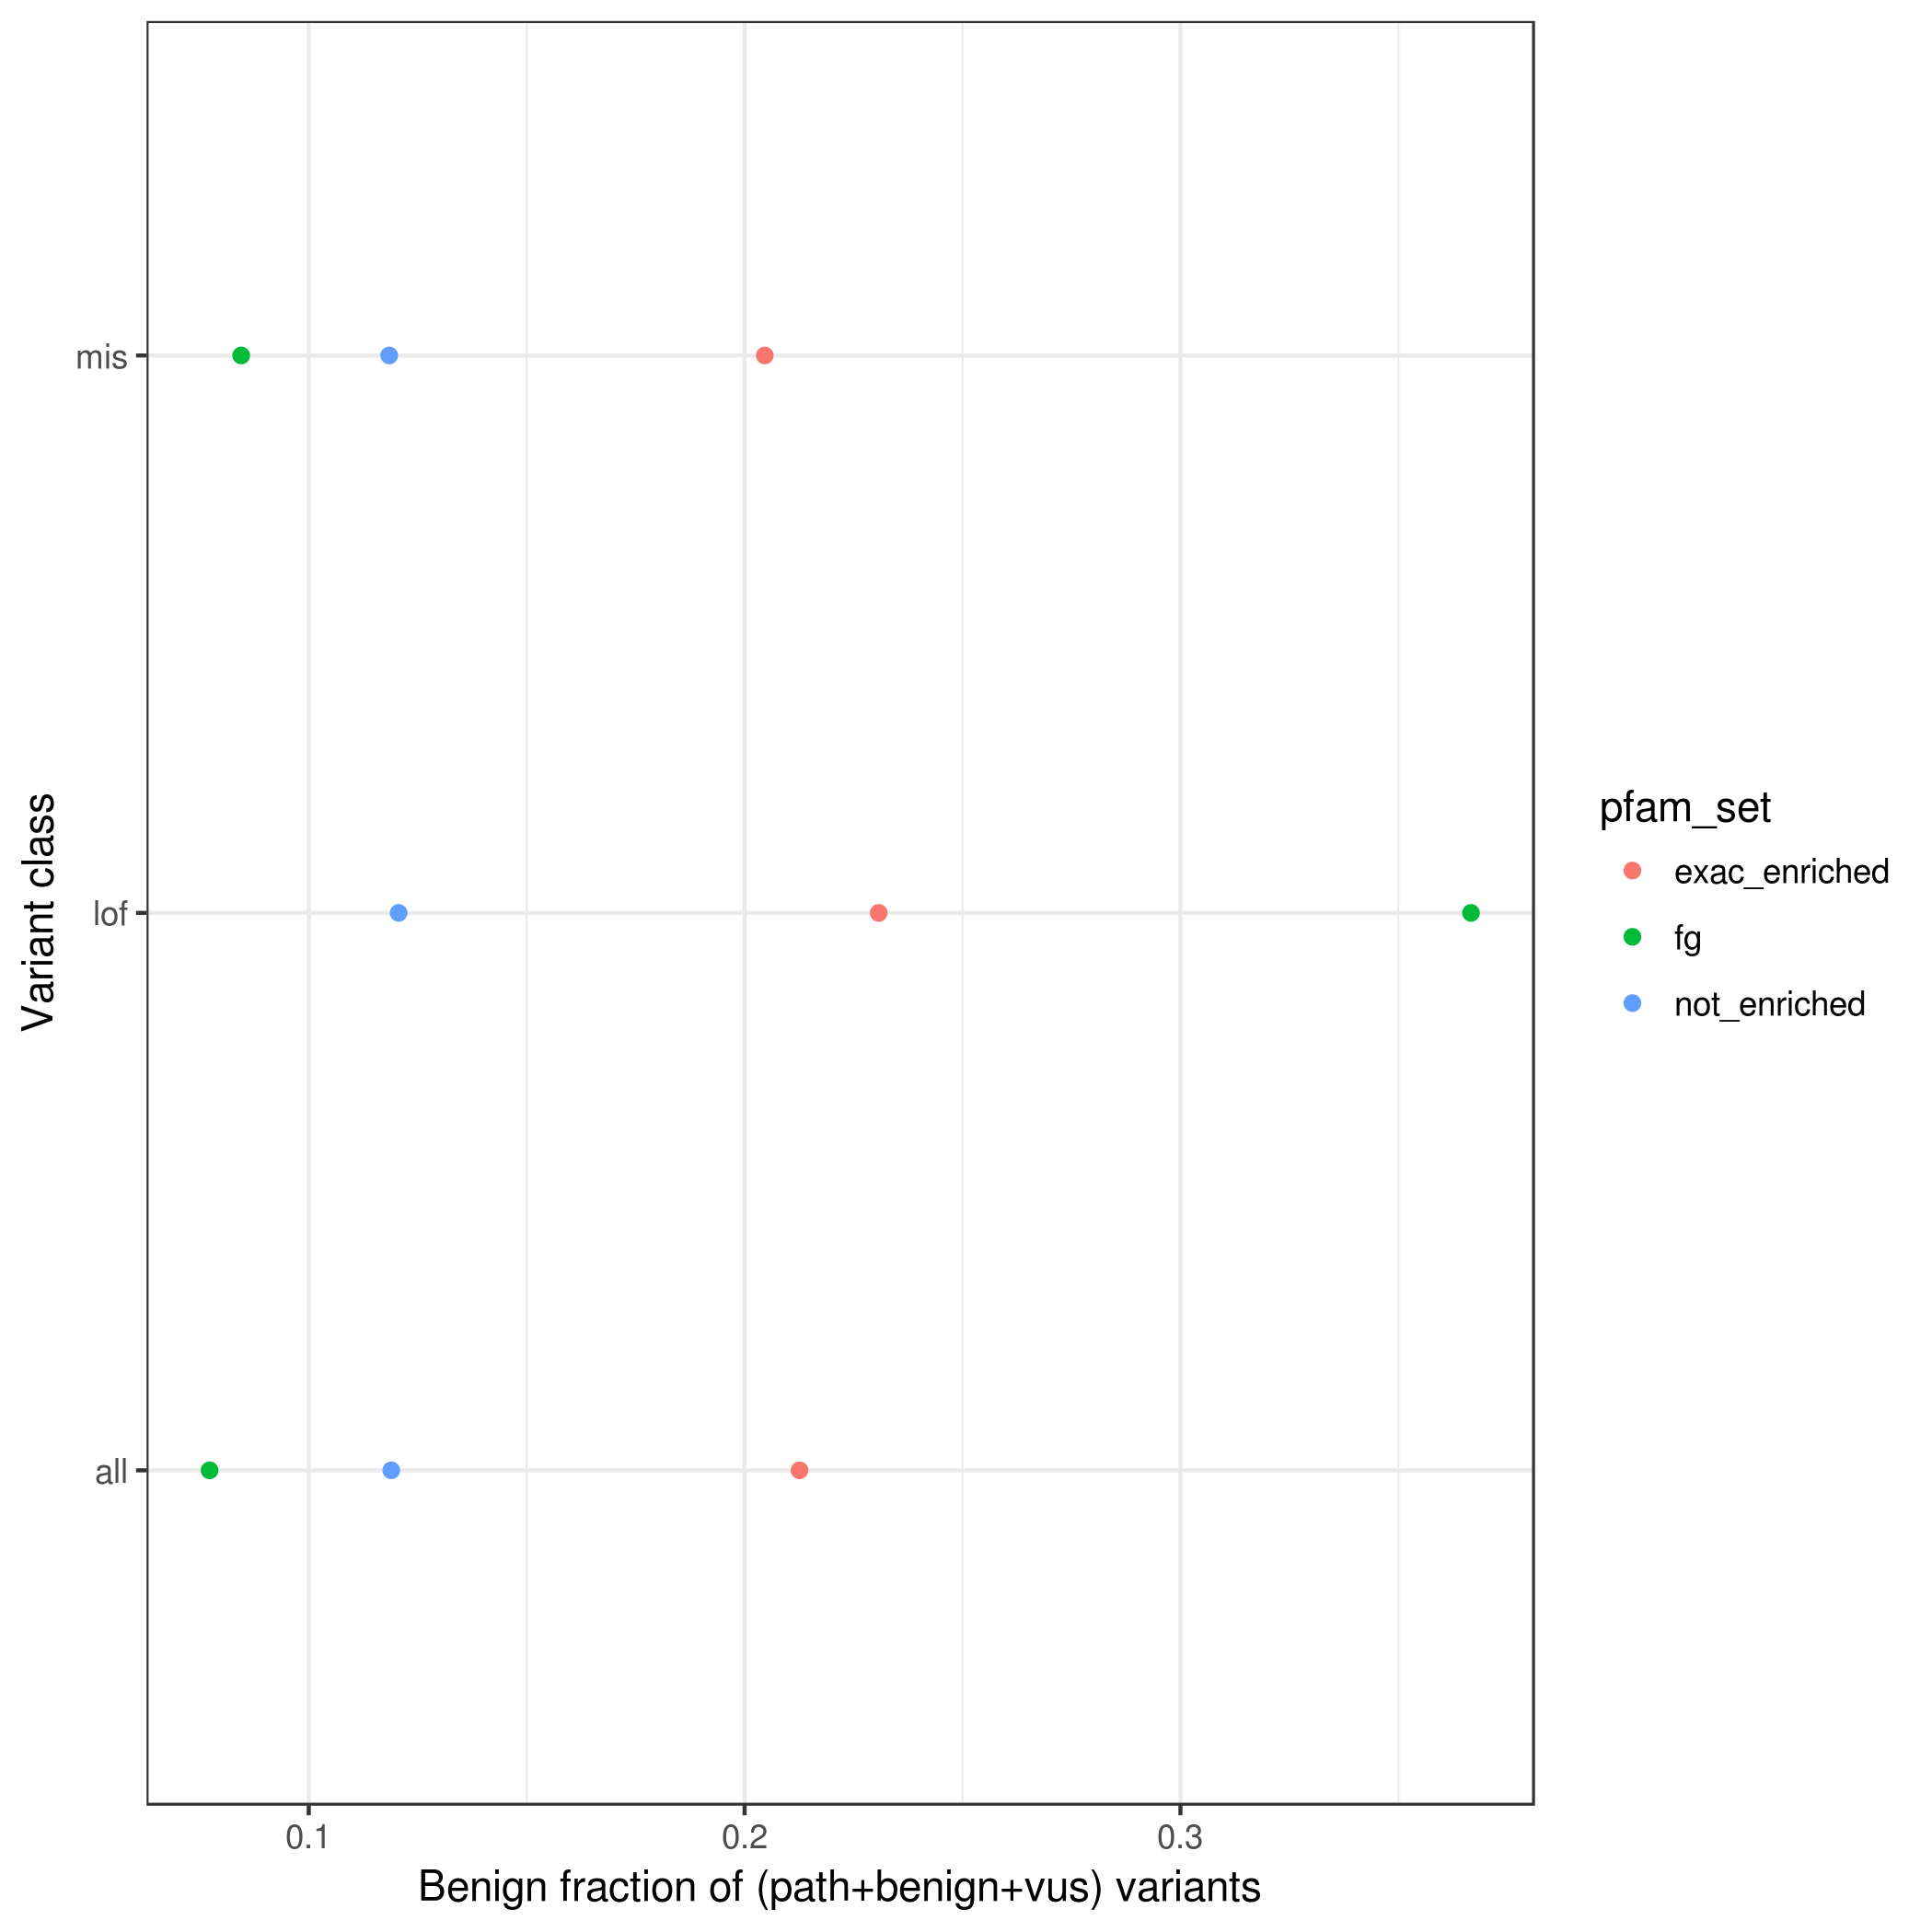 mis
lof
all
Variant class
0.1 0.2 0.3
Benign fraction of (path+benign+vus) variants
pfam_set
exac_enriched
fg
not_enriched